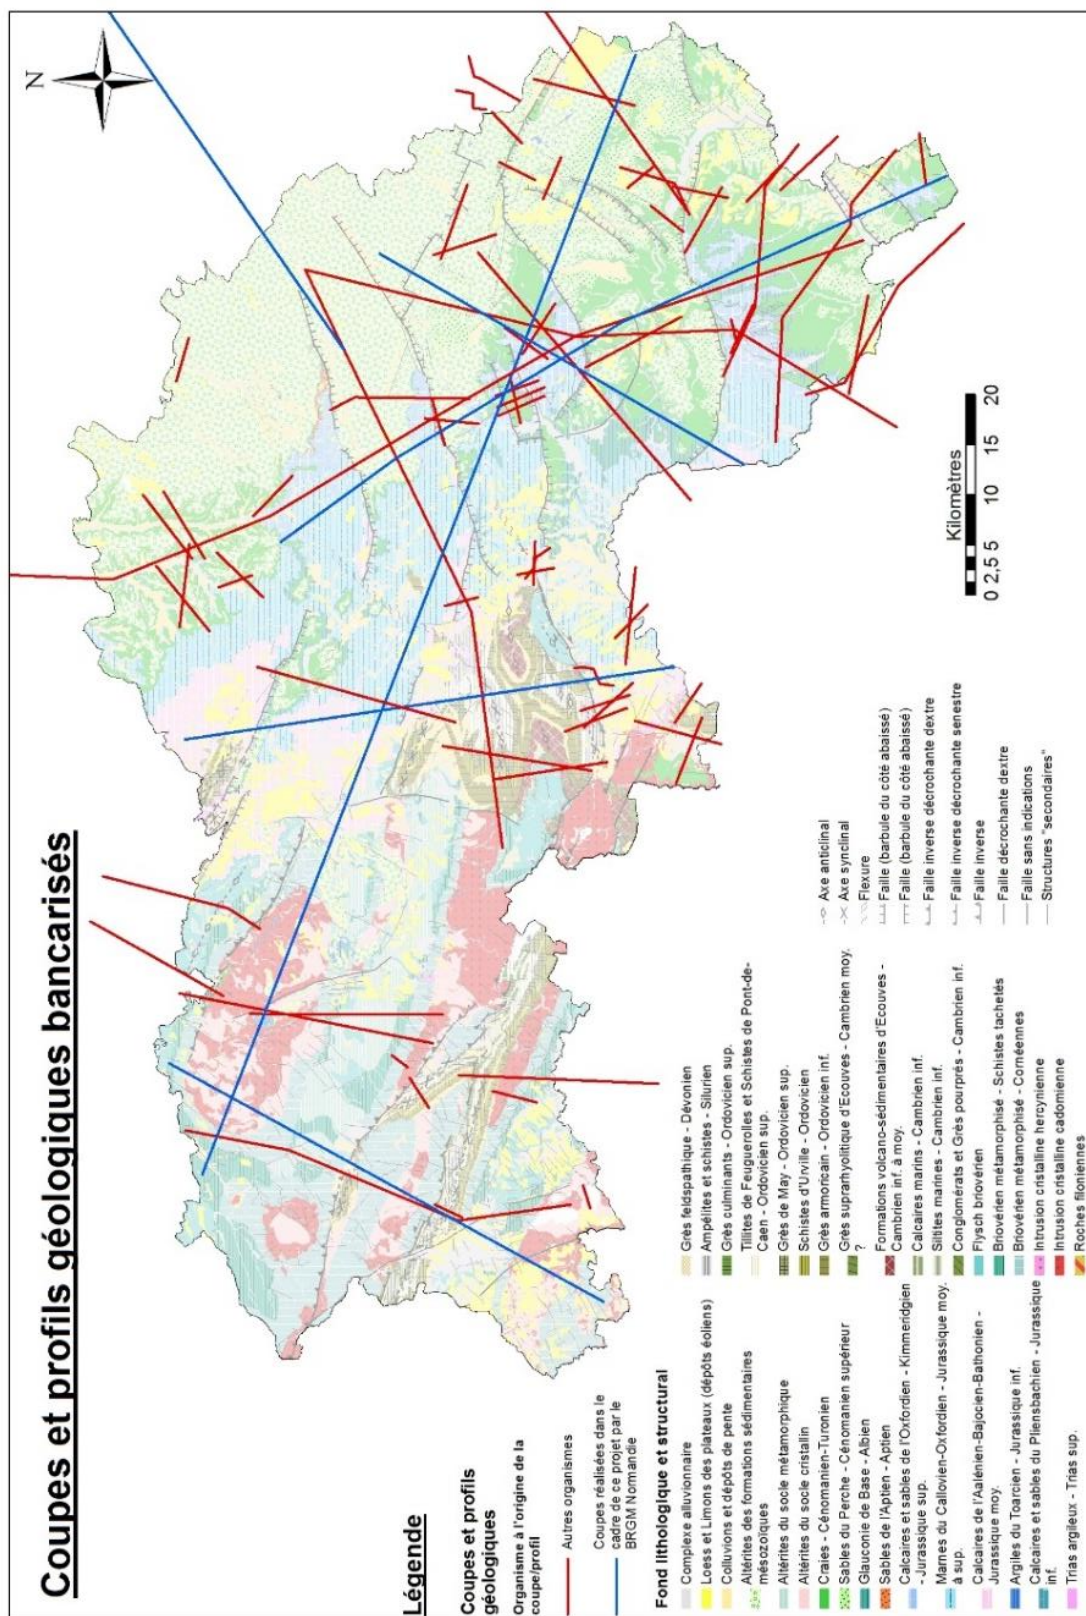 Coupes et profils géologiques bancarisés
N
Légende
Coupes et profils
géologiques
Organisme à l'origine de la
coupe/profil
Autres organismes
Coupes réalisées dans le
cadre de ce projet par le
BRGM Normandie
Fond lithologique et structural
Complexe alluvionnaire
Loess et Limons des plateaux (dépôts éoliens)
Colluvions et dépôts de pente
Altérites des formations sédimentaires
mésozoïques
Altérites du socle métamorphique
Altérites du socle cristallin
Craies - Cénomanien-Turonien
Sables du Perche - Cénomanien supérieur
Glauconie de Base - Albien
Sables de l'Aptien - Aptien
Calcaires et sables de l'Oxfordien - Kimmeridgien
- Jurassique sup.
Marnes du Callovien-Oxfordien - Jurassique moy.
à sup.
Calcaires de l'Aalénien-Bajocien-Bathonien -
Jurassique moy.
Argiles du Toarcien - Jurassique inf.
Calcaires et sables du Pliensbachien - Jurassique
inf.
Trias argileux - Trias sup.
Grès feldspathique - Dévonien
Ampélites et schistes - Silurien
Grès culminants - Ordovicien sup.
Tillites de Feuguerolles et Schistes de Pont-de-
Caen - Ordovicien sup.
Grès de May - Ordovicien sup.
Schistes d'Urville - Ordovicien
Grès armoricain - Ordovicien inf.
Grès suprarhyolitique d'Ecouves - Cambrien moy.
?
Formations volcano-sédimentaires d'Ecouves -
Cambrien inf. à moy.
Calcaires marins - Cambrien inf.
Siltites marines - Cambrien inf.
Conglomérats et Grès pourprés - Cambrien inf.
Flysch briovérien
Briovérien métamorphisé - Schistes tachetés
Briovérien métamorphisé - Cornéennes
Intrusion cristalline hercynienne
Intrusion cristalline cadomienne
Roches filoniennes
Axe anticlinal
Axe synclinal
Flexure
Faille (barbule du côté abaissé)
Faille (barbule du côté abaissé)
Faille inverse décrochante dextre
Faille inverse décrochante senestre
Faille inverse
Faille décrochante dextre
Faille sans indications
Structures "secondaires"
Kilomètres
0 2,5 5 10 15 20